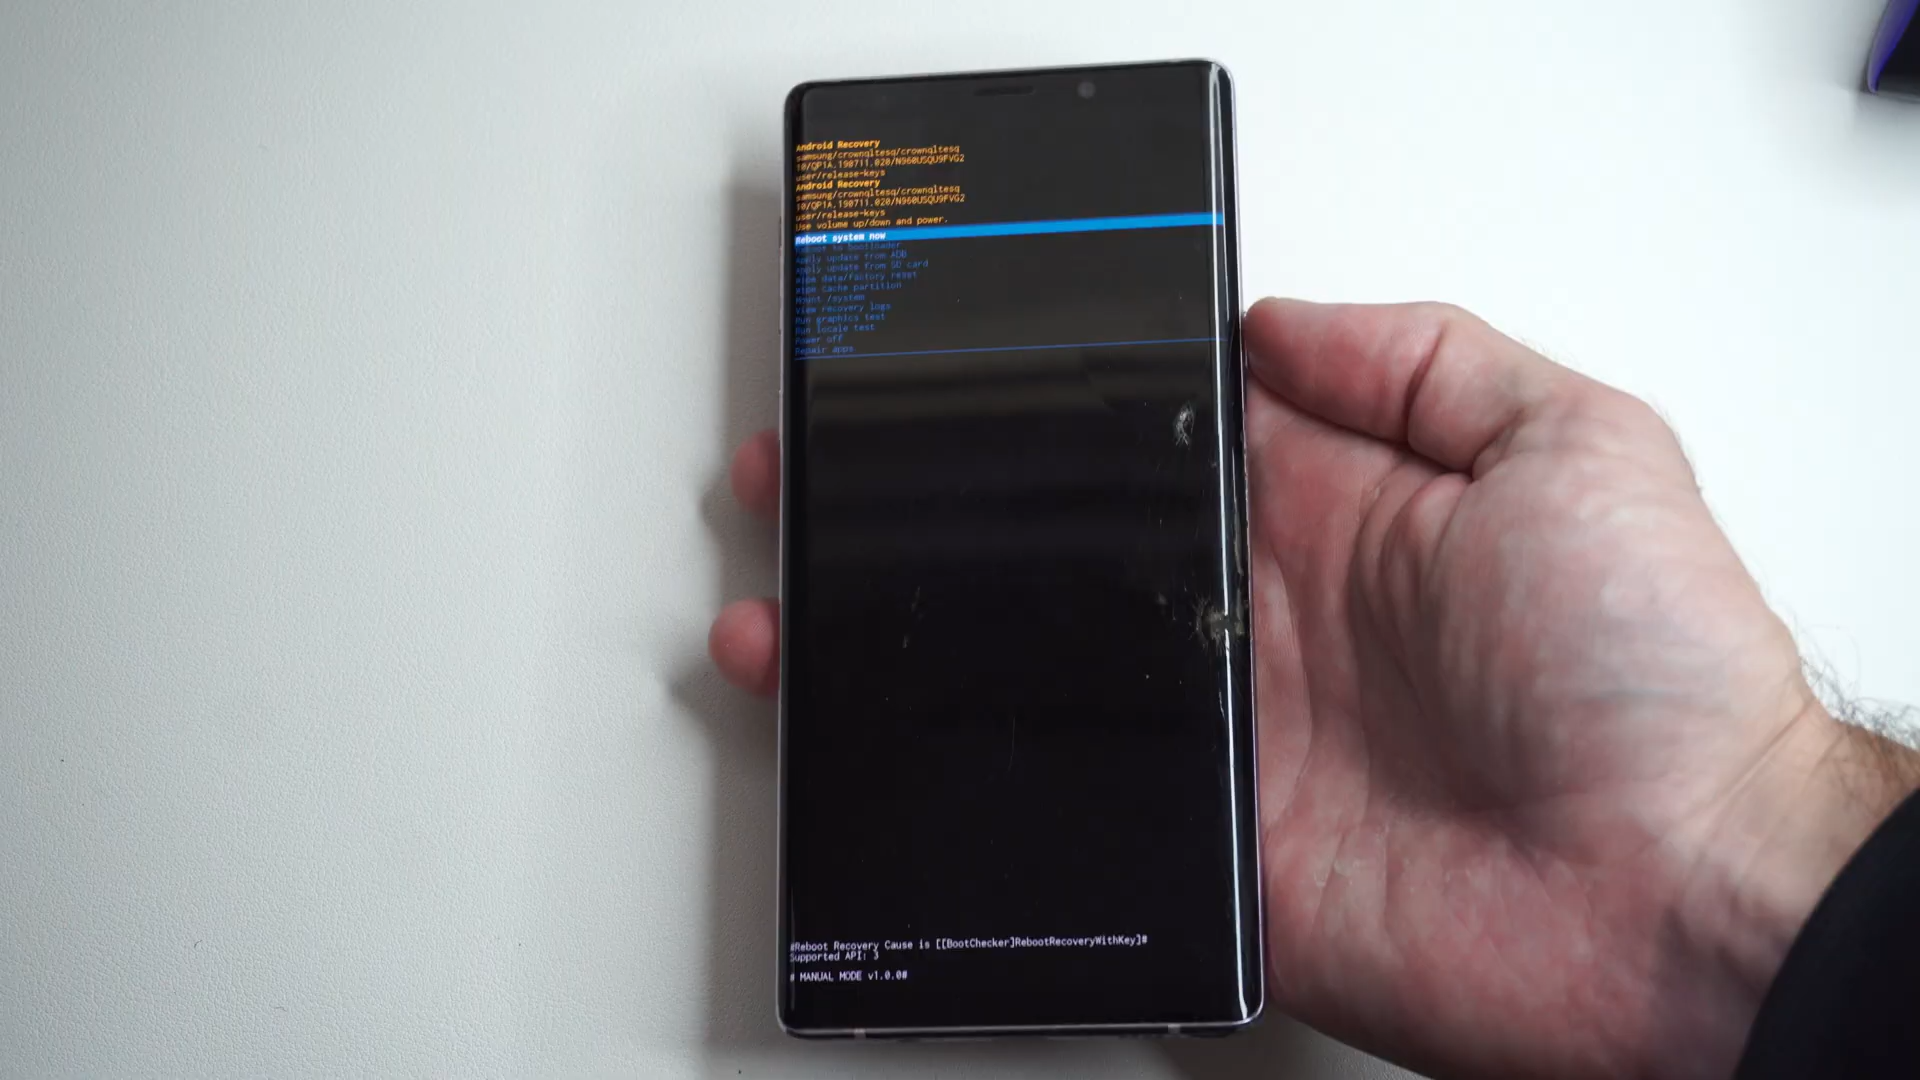 Android Recovery
samsung/crownqltesq/crownqltesq
10/QP1A.190711.020/N960USQU9FVG2
user/release-keys
Android Recovery
samsung/crownqltesq/crownqltesq
10/QP1A.190711.020/N960USQU9FVG2
user/release-keys
Use volume up/down and power.
Reboot system now
Reboot to bootloader
Apply update from ADB
Apply update from SD card
Wipe data/factory reset
Wipe cache partition
Mount /system
View recovery logs
Run graphics test
Run locale test
Power off
Repair apps
#Reboot Recovery Cause is [[BootChecker]RebootRecoveryWithKey]#
Supported API: 3
# MANUAL MODE v1.0.0#